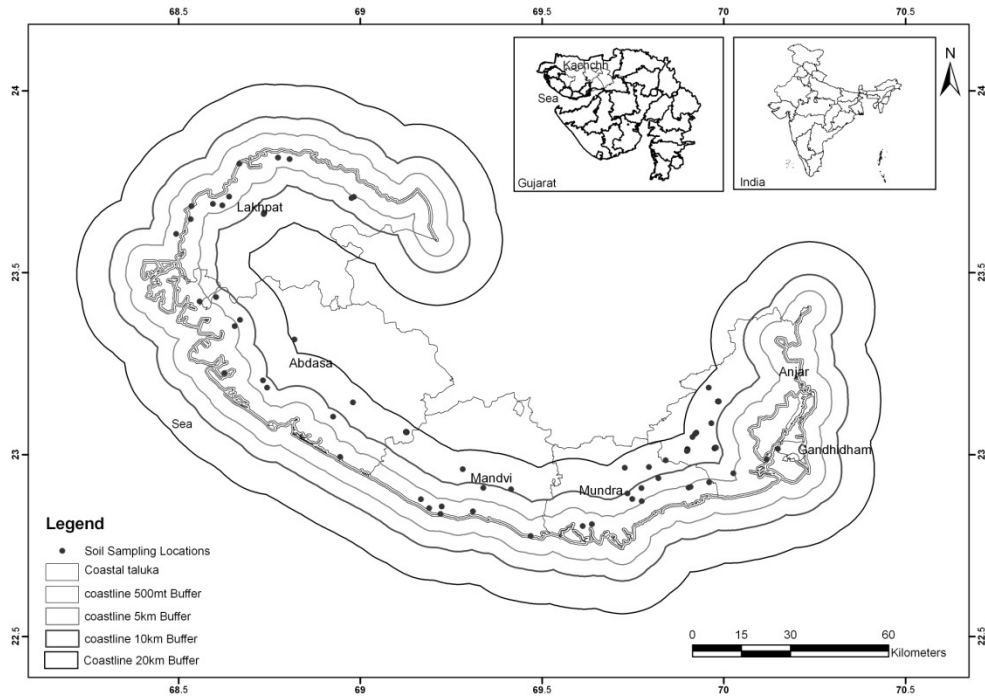 68.5 69 69.5 70 70.5
N
Kachchh
Sea
Gujarat
India
24
24
Lakhpat
23.5
23.5
Abdasa
Anjar
Sea
23
23
Gandhidham
Mandvi
Mundra
Legend
Soil Sampling Locations
Coastal taluka
coastline 500mt Buffer
coastline 5km Buffer
coastline 10km Buffer
Coastline 20km Buffer
22.5
22.5
0 15 30 60
Kilometers
68.5 69 69.5 70 70.5